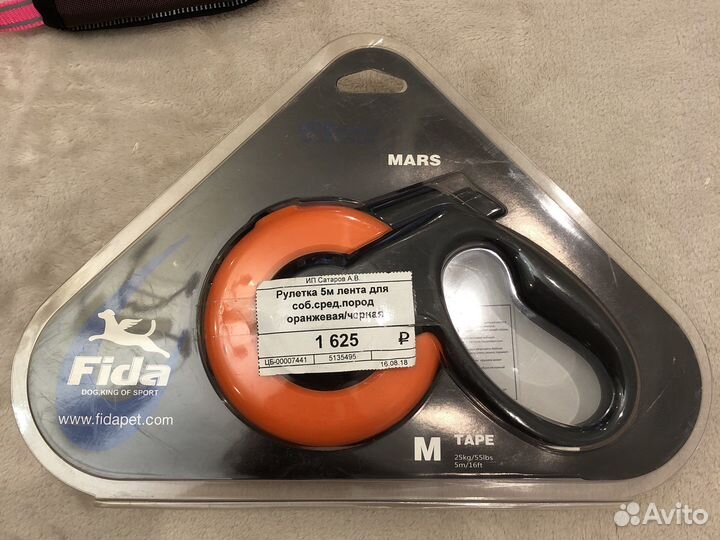 MARS
ИП Сатаров А.В.
Рулетка 5м лента для
соб.сред.пород
оранжевая/черная
1 625 ₽
ЦБ-00007441 5135495 16.08.18
Fida
DOG.KING OF SPORT
www.fidapet.com
M TAPE
25kg/55lbs
5m/16ft
Avito